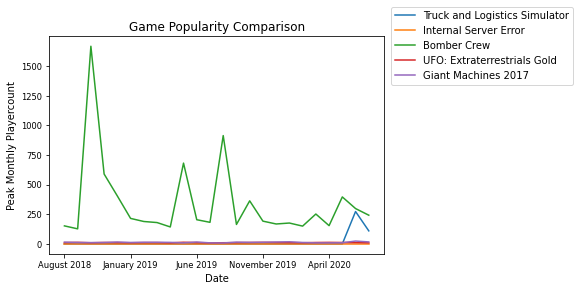 Game Popularity Comparison
Truck and Logistics Simulator
Internal Server Error
Bomber Crew
UFO: Extraterrestrials Gold
Giant Machines 2017
Peak Monthly Playercount
1500
1250
1000
750
500
250
0
August 2018 January 2019 June 2019 November 2019 April 2020
Date